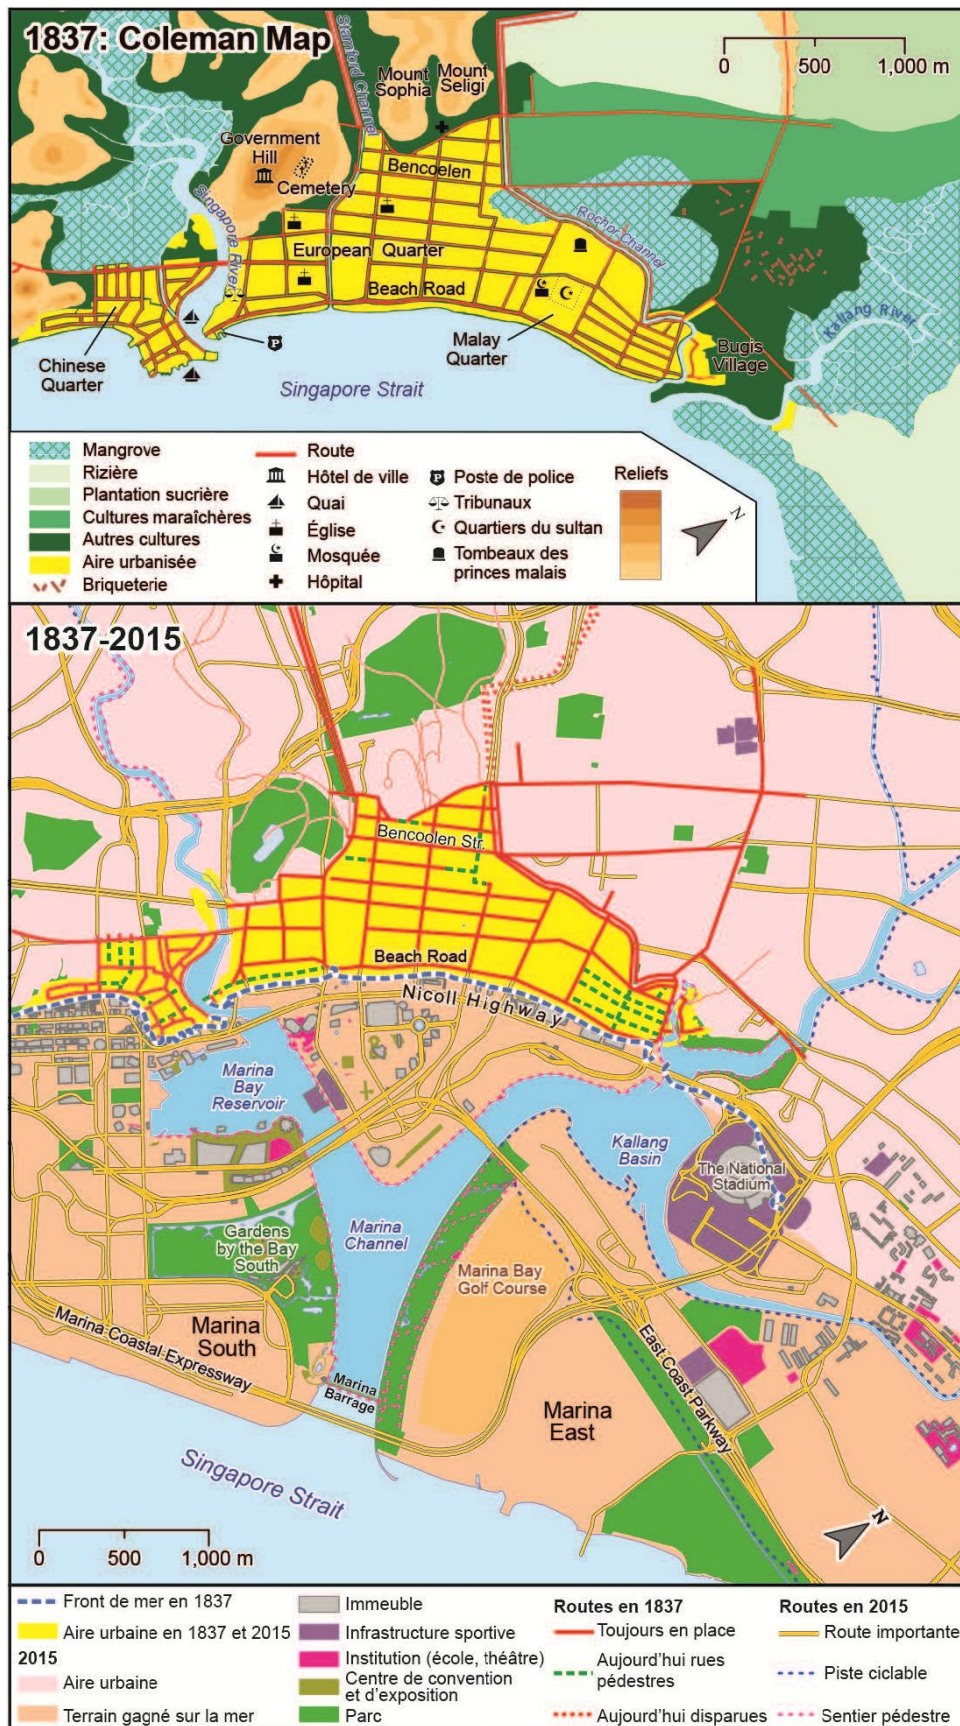 1837: Coleman Map
0 500 1,000 m
Stamford Channel
Mount
Sophia
Mount
Seligi
Government
Hill
Cemetery
Bencoelen
Singapore River
Rochor Channel
European Quarter
Beach Road
Kallang River
Chinese
Quarter
Malay
Quarter
Bugis
Village
P
Singapore Strait
Mangrove
Rizière
Plantation sucrière
Cultures maraîchères
Autres cultures
Aire urbanisée
Briqueterie
Route
Hôtel de ville
Quai
Église
Mosquée
Hôpital
P Poste de police
Tribunaux
Quartiers du sultan
Tombeaux des
princes malais
Reliefs
N
1837-2015
Bencoolen Str.
Beach Road
Nicoll Highway
Marina
Bay
Reservoir
Kallang
Basin
The National
Stadium
Gardens
by the Bay
South
Marina
Channel
Marina Bay
Golf Course
Marina
South
Marina Coastal Expressway
Marina
Barrage
East Coast Parkway
Marina
East
Singapore Strait
0 500 1,000 m
N
Front de mer en 1837
Aire urbaine en 1837 et 2015
2015
Aire urbaine
Terrain gagné sur la mer
Immeuble
Infrastructure sportive
Institution (école, théâtre)
Centre de convention
et d'exposition
Parc
Routes en 1837
Toujours en place
Aujourd'hui rues
pédestres
Aujourd'hui disparues
Routes en 2015
Route importante
Piste ciclable
Sentier pédestre